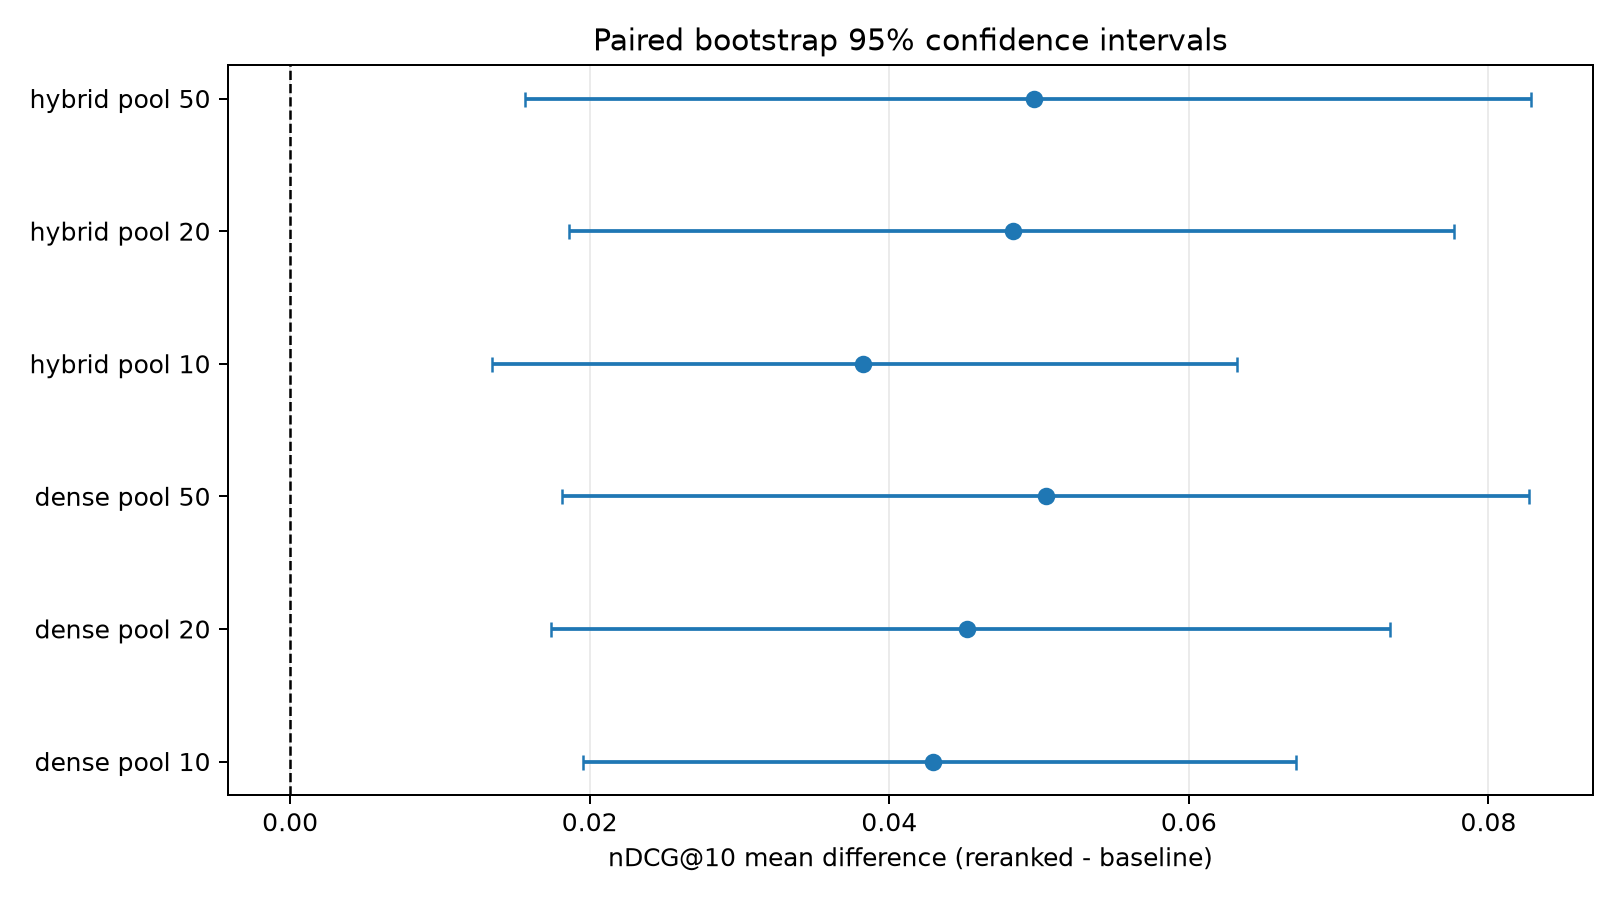 Paired bootstrap 95% confidence intervals
hybrid pool 50
hybrid pool 20
hybrid pool 10
dense pool 50
dense pool 20
dense pool 10
0.00 0.02 0.04 0.06 0.08
nDCG@10 mean difference (reranked - baseline)